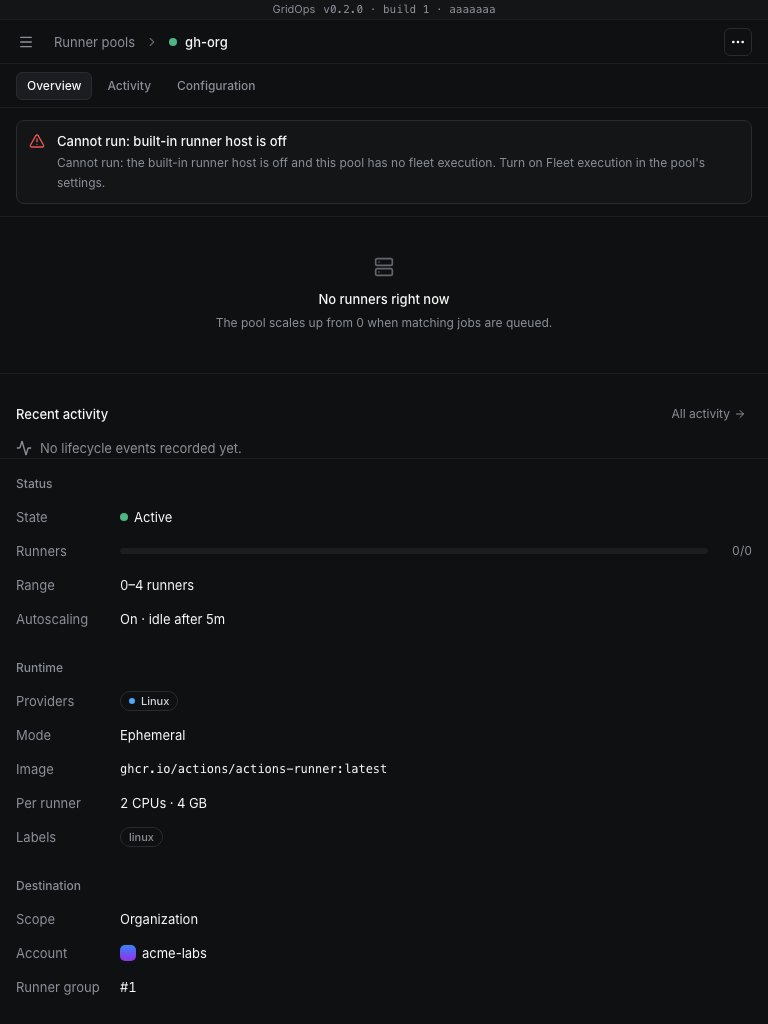 GridOps v0.2.0 · build 1 · aaaaaaa
Runner pools > gh-org
Overview Activity Configuration
Cannot run: built-in runner host is off
Cannot run: the built-in runner host is off and this pool has no fleet execution. Turn on Fleet execution in the pool's
settings.
No runners right now
The pool scales up from 0 when matching jobs are queued.
Recent activity All activity →
No lifecycle events recorded yet.
Status
State Active
Runners 0/0
Range 0–4 runners
Autoscaling On · idle after 5m
Runtime
Providers Linux
Mode Ephemeral
Image ghcr.io/actions/actions-runner:latest
Per runner 2 CPUs · 4 GB
Labels linux
Destination
Scope Organization
Account acme-labs
Runner group #1